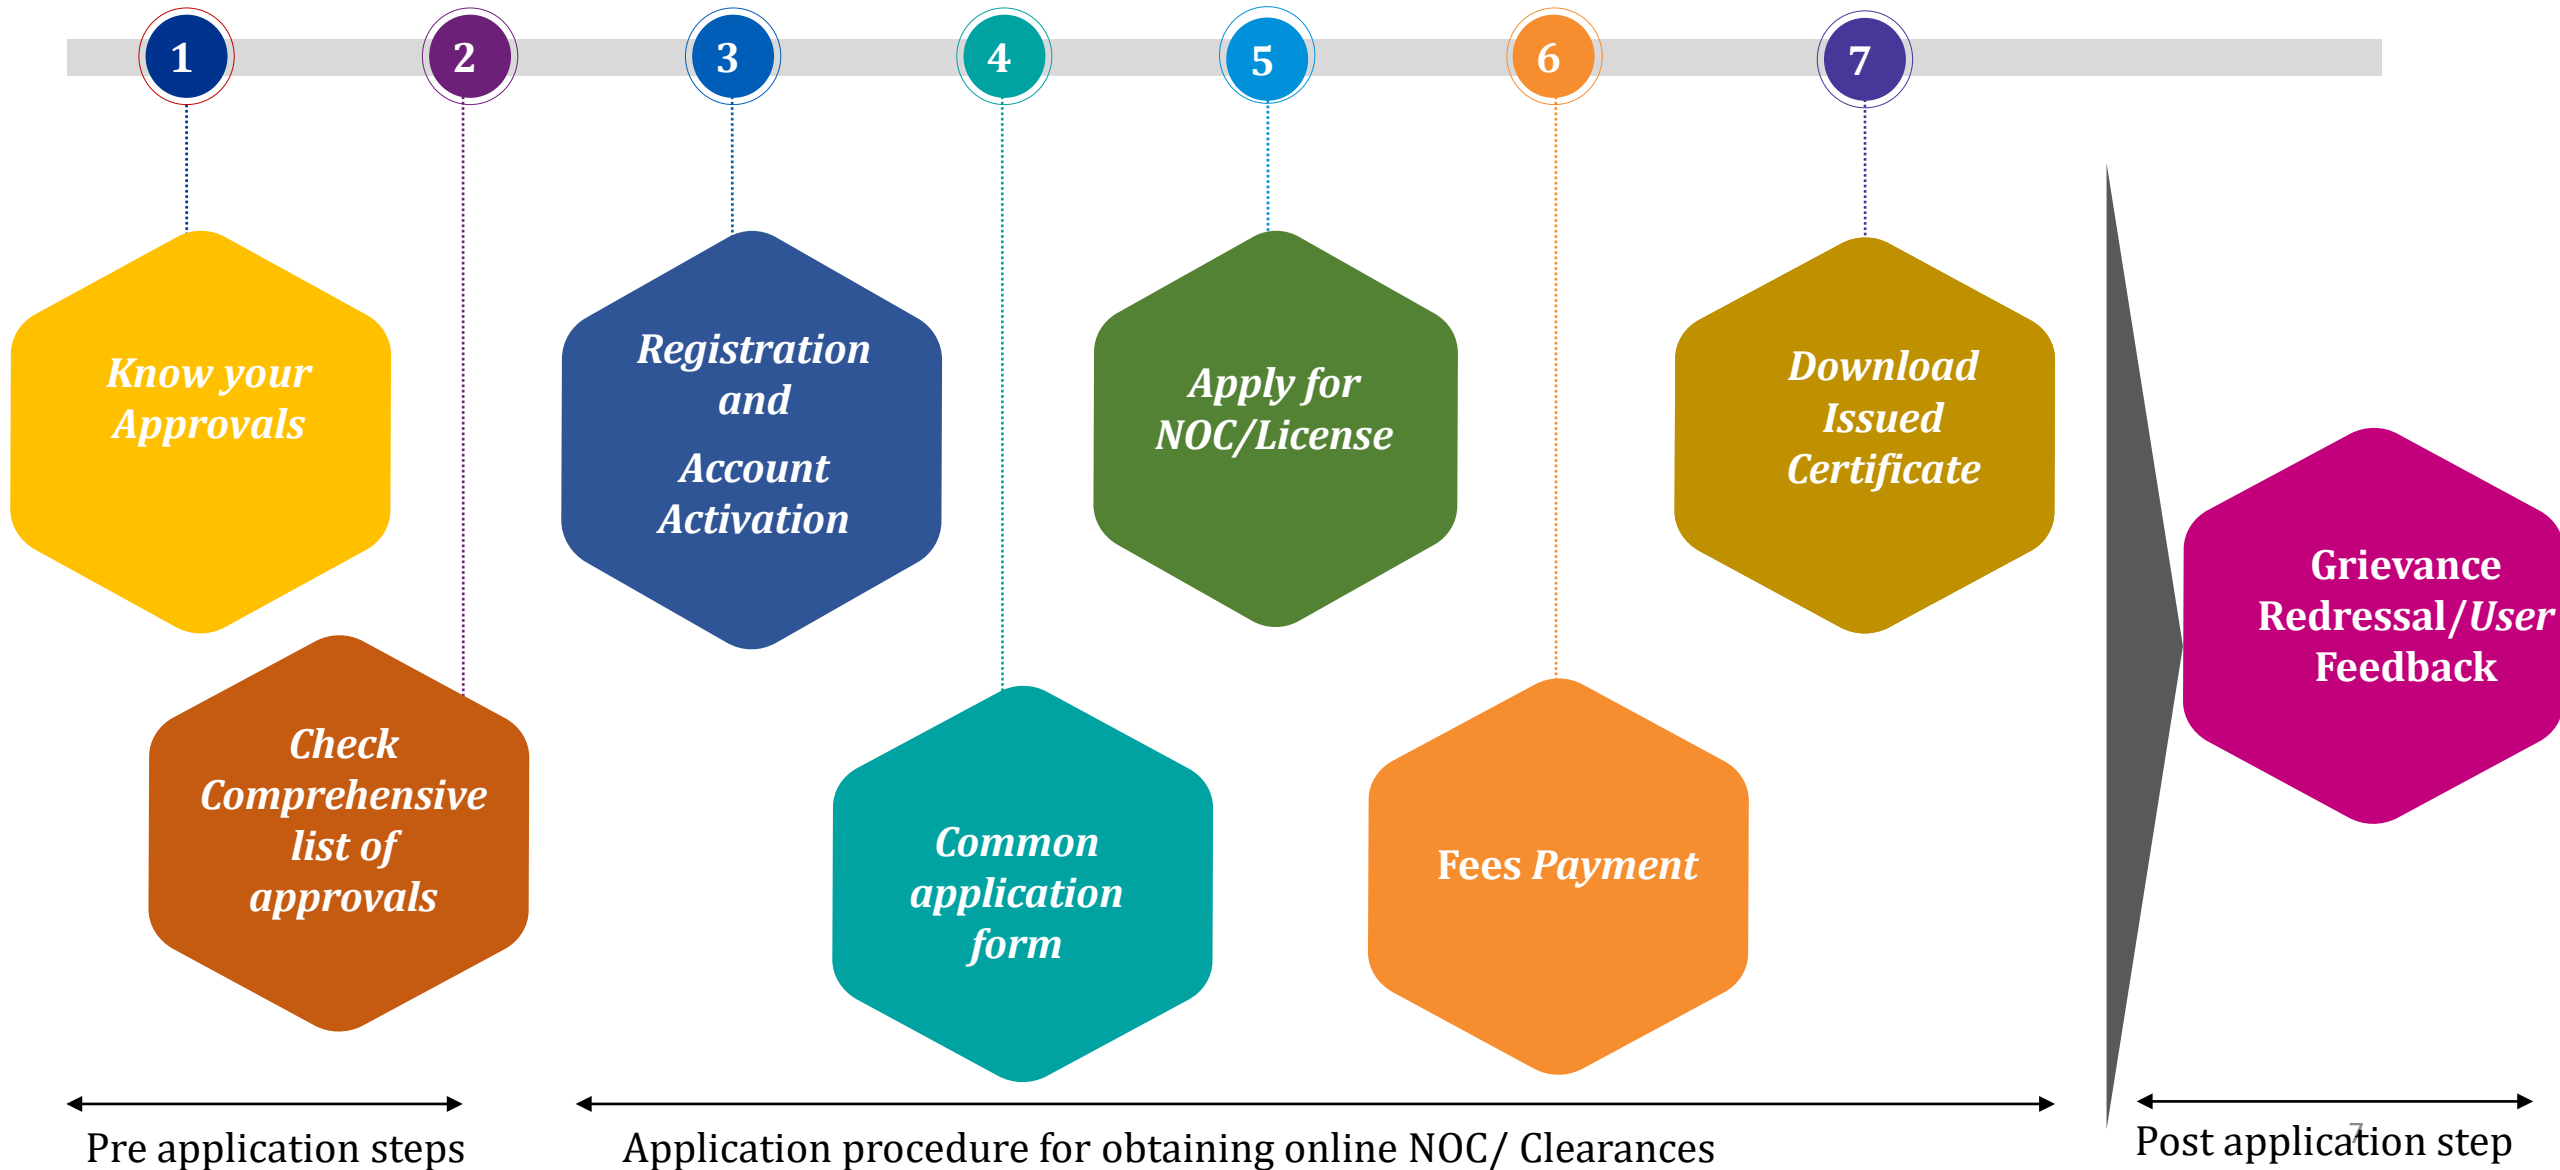 1
2
3
4
5
6
7
Know your
Approvals
Check
Comprehensive
list of
approvals
Registration
and
Account
Activation
Common
application
form
Apply for
NOC/License
Fees Payment
Download
Issued
Certificate
Grievance
Redressal/User
Feedback
Pre application steps
Application procedure for obtaining online NOC/ Clearances
Post application step
7